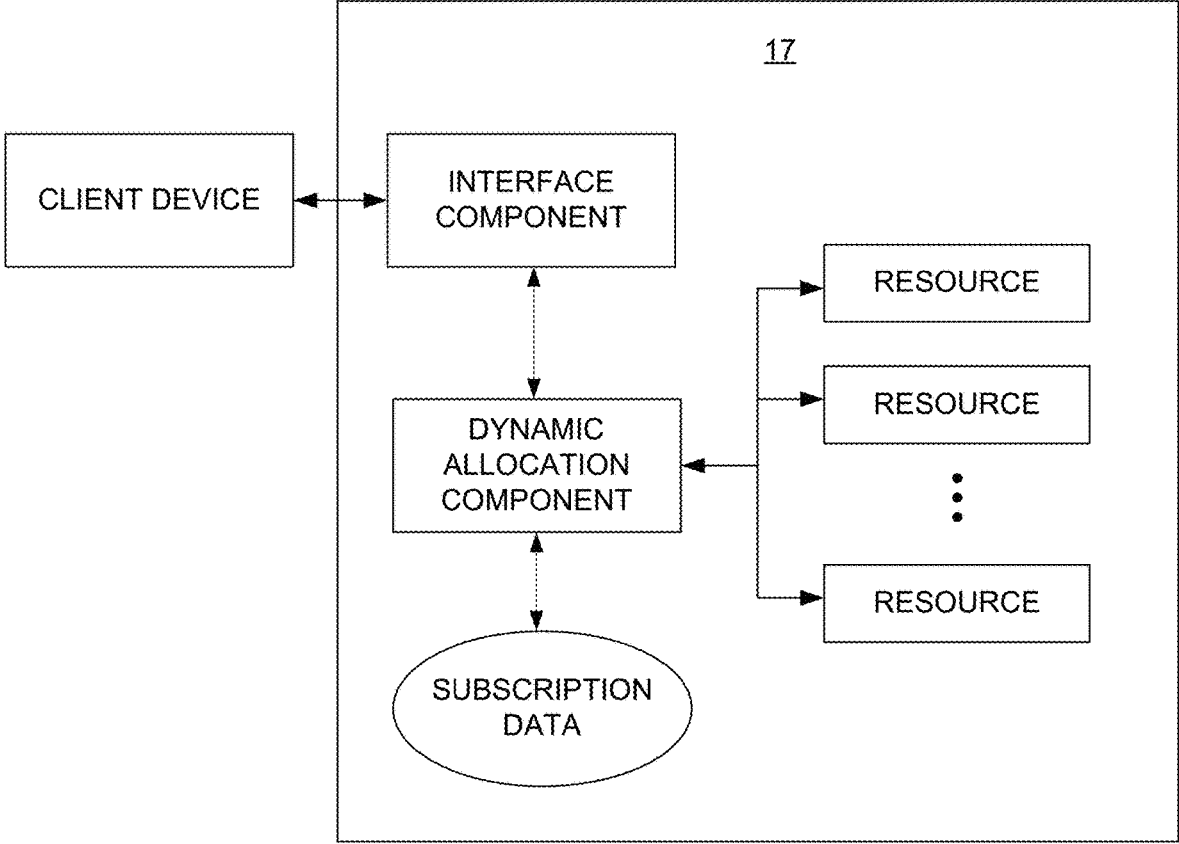 17
CLIENT DEVICE
INTERFACE
COMPONENT
RESOURCE
RESOURCE
DYNAMIC
ALLOCATION
COMPONENT
RESOURCE
SUBSCRIPTION
DATA